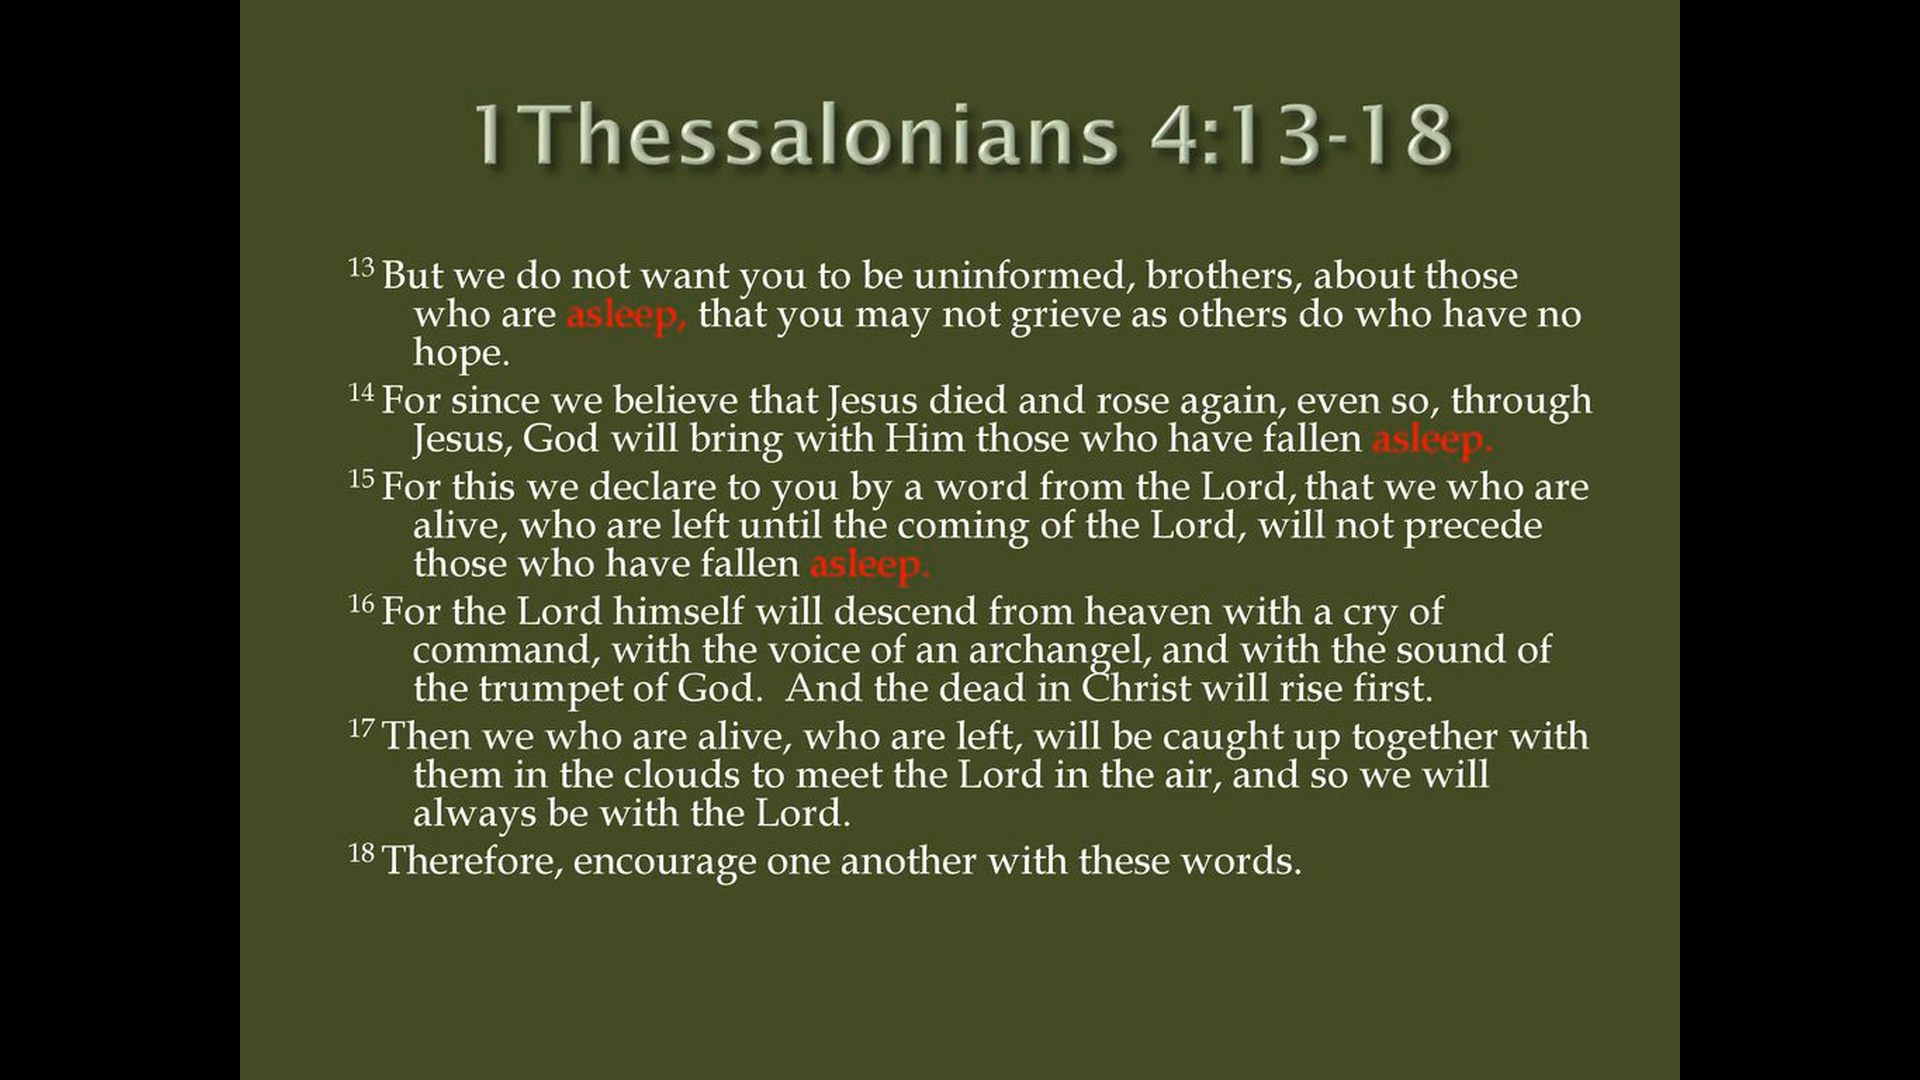 1Thessalonians 4:13-18
13 But we do not want you to be uninformed, brothers, about those
who are asleep, that you may not grieve as others do who have no
hope.
14 For since we believe that Jesus died and rose again, even so, through
Jesus, God will bring with Him those who have fallen asleep.
15 For this we declare to you by a word from the Lord, that we who are
alive, who are left until the coming of the Lord, will not precede
those who have fallen asleep.
16 For the Lord himself will descend from heaven with a cry of
command, with the voice of an archangel, and with the sound of
the trumpet of God.  And the dead in Christ will rise first.
17 Then we who are alive, who are left, will be caught up together with
them in the clouds to meet the Lord in the air, and so we will
always be with the Lord.
18 Therefore, encourage one another with these words.